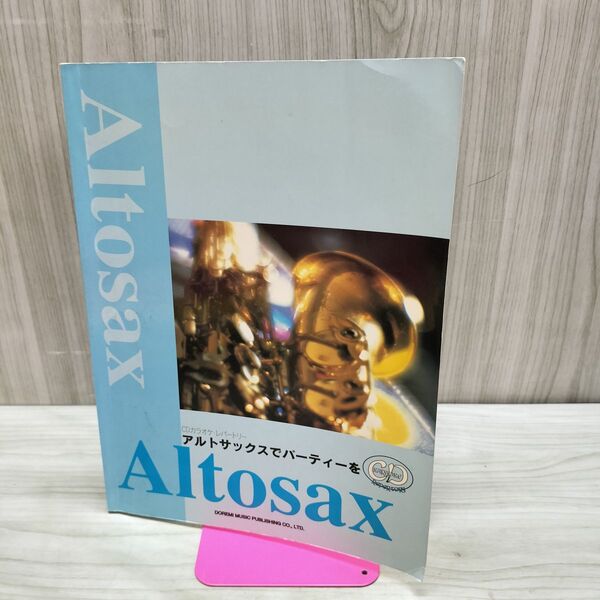 Altosax
CDカラオケ・レパートリー
アルトサックスでパーティーを
CD
Altosax
DOREMI MUSIC PUBLISHING CO., LTD.